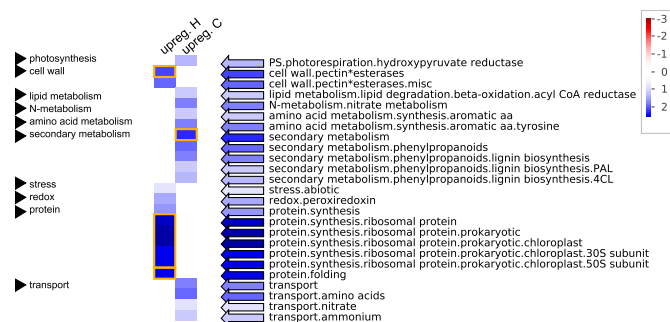 upreg. H
upreg. C
-3
-2
-1
0
1
2
photosynthesis
cell wall
lipid metabolism
N-metabolism
amino acid metabolism
secondary metabolism
stress
redox
protein
transport
PS.photorespiration.hydroxypyruvate reductase
cell wall.pectin*esterases
cell wall.pectin*esterases.misc
lipid metabolism.lipid degradation.beta-oxidation.acyl CoA reductase
N-metabolism.nitrate metabolism
amino acid metabolism.synthesis.aromatic aa
amino acid metabolism.synthesis.aromatic aa.tyrosine
secondary metabolism
secondary metabolism.phenylpropanoids
secondary metabolism.phenylpropanoids.lignin biosynthesis
secondary metabolism.phenylpropanoids.lignin biosynthesis.PAL
secondary metabolism.phenylpropanoids.lignin biosynthesis.4CL
stress.abiotic
redox.peroxiredoxin
protein.synthesis
protein.synthesis.ribosomal protein
protein.synthesis.ribosomal protein.prokaryotic
protein.synthesis.ribosomal protein.prokaryotic.chloroplast
protein.synthesis.ribosomal protein.prokaryotic.chloroplast.30S subunit
protein.synthesis.ribosomal protein.prokaryotic.chloroplast.50S subunit
protein.folding
transport
transport.amino acids
transport.nitrate
transport.ammonium